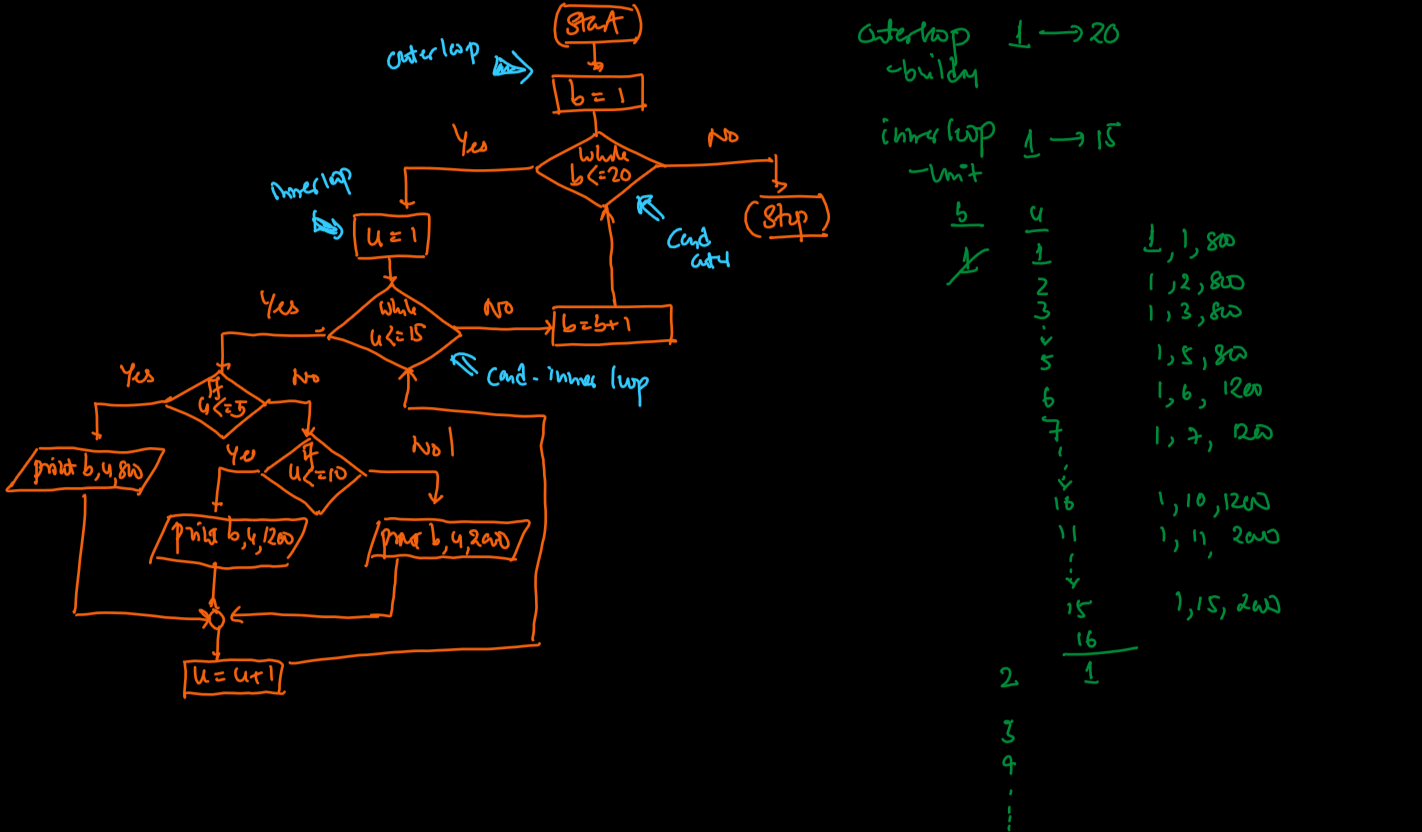 Start
outerloop
b = 1
Yes
While
b<=20
No
Stop
innerloop
u = 1
Cond
Yes
While
u<=15
No
b=b+1
Cond - inner loop
Yes
If
u<=5
No
print b,u,800
Yes
If
u<=10
No
print b,u,1200
print b,u,2000
u = u+1
outerloop 1 → 20
innerloop 1 → 15
- Unit
b u
1 1 1, 1, 800
2 1, 2, 800
3 1, 3, 800
5 1, 5, 800
6 1, 6, 1200
7 1, 7, 1200
10 1, 10, 1200
11 1, 11, 2000
15 1, 15, 2000
16
2 1
3
4